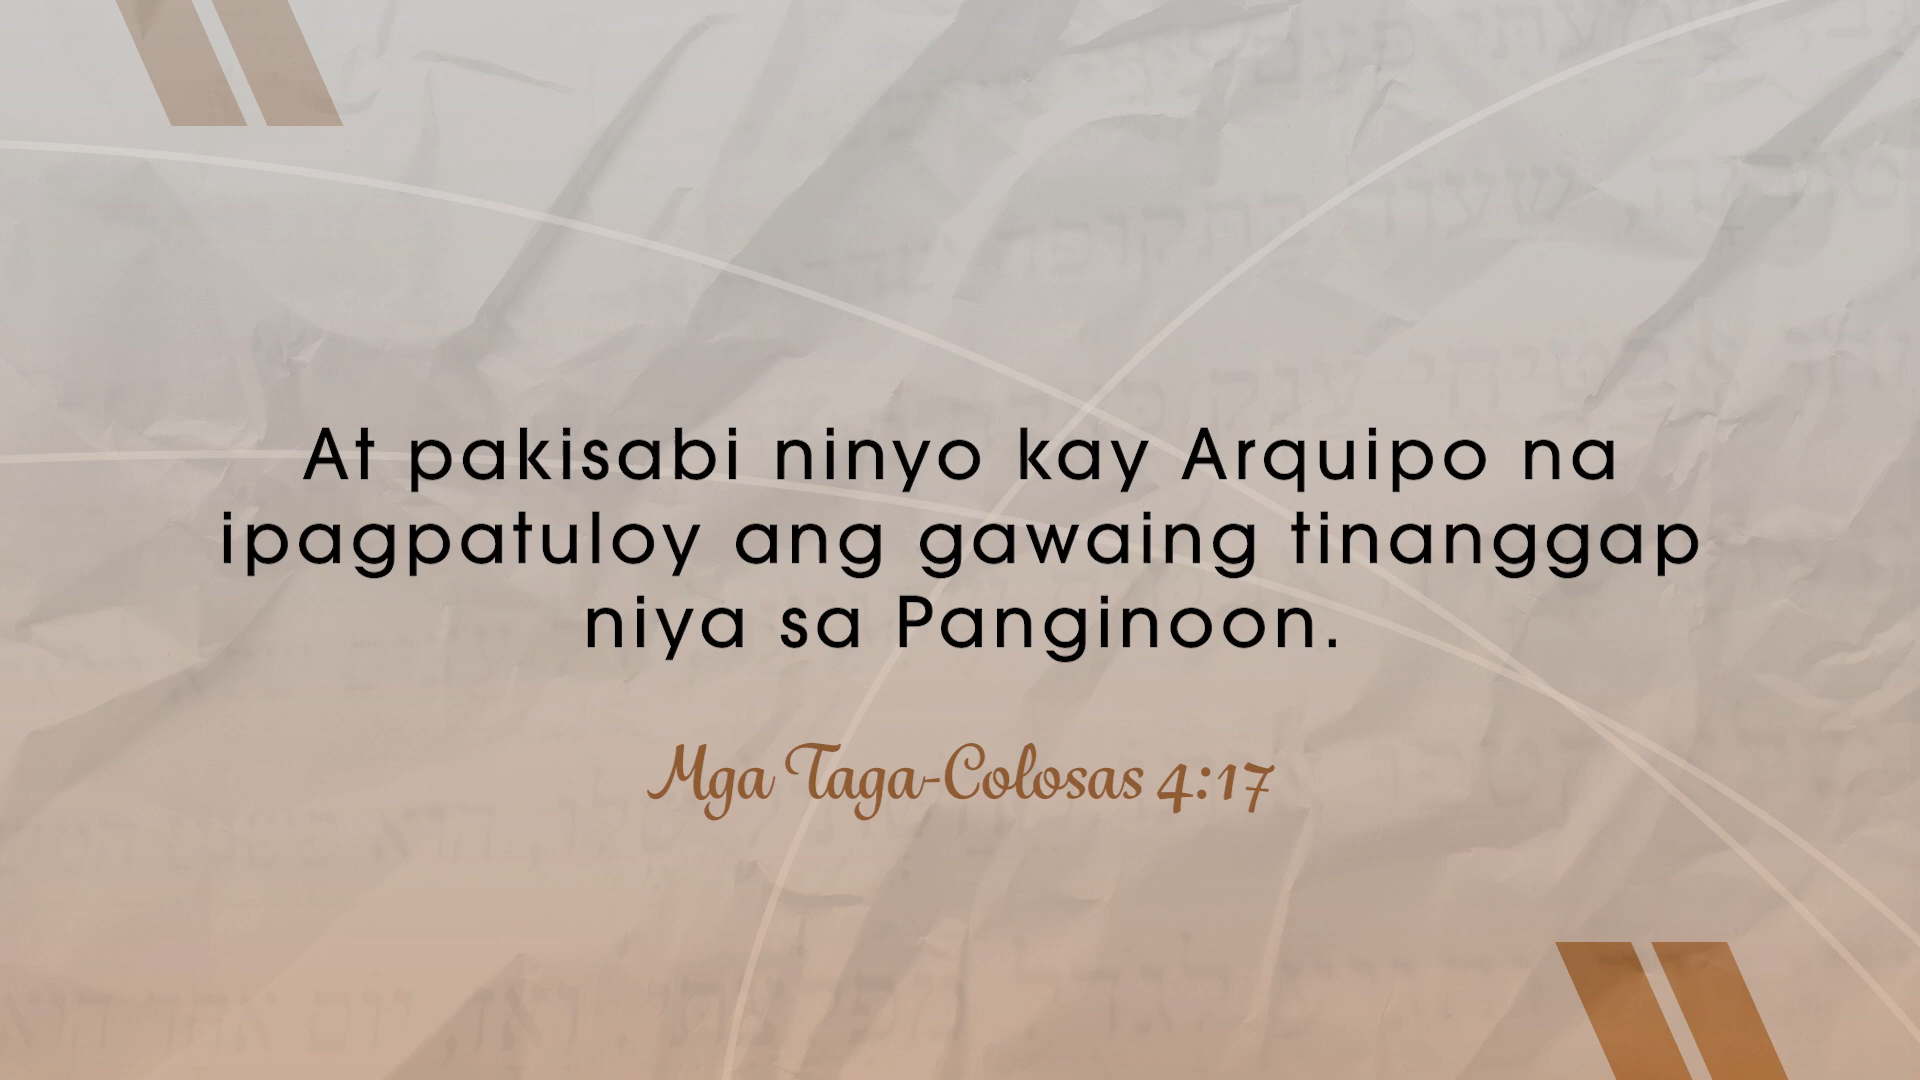 At pakisabi ninyo kay Arquipo na
ipagpatuloy ang gawaing tinanggap
niya sa Panginoon.
Mga Taga-Colosas 4:17